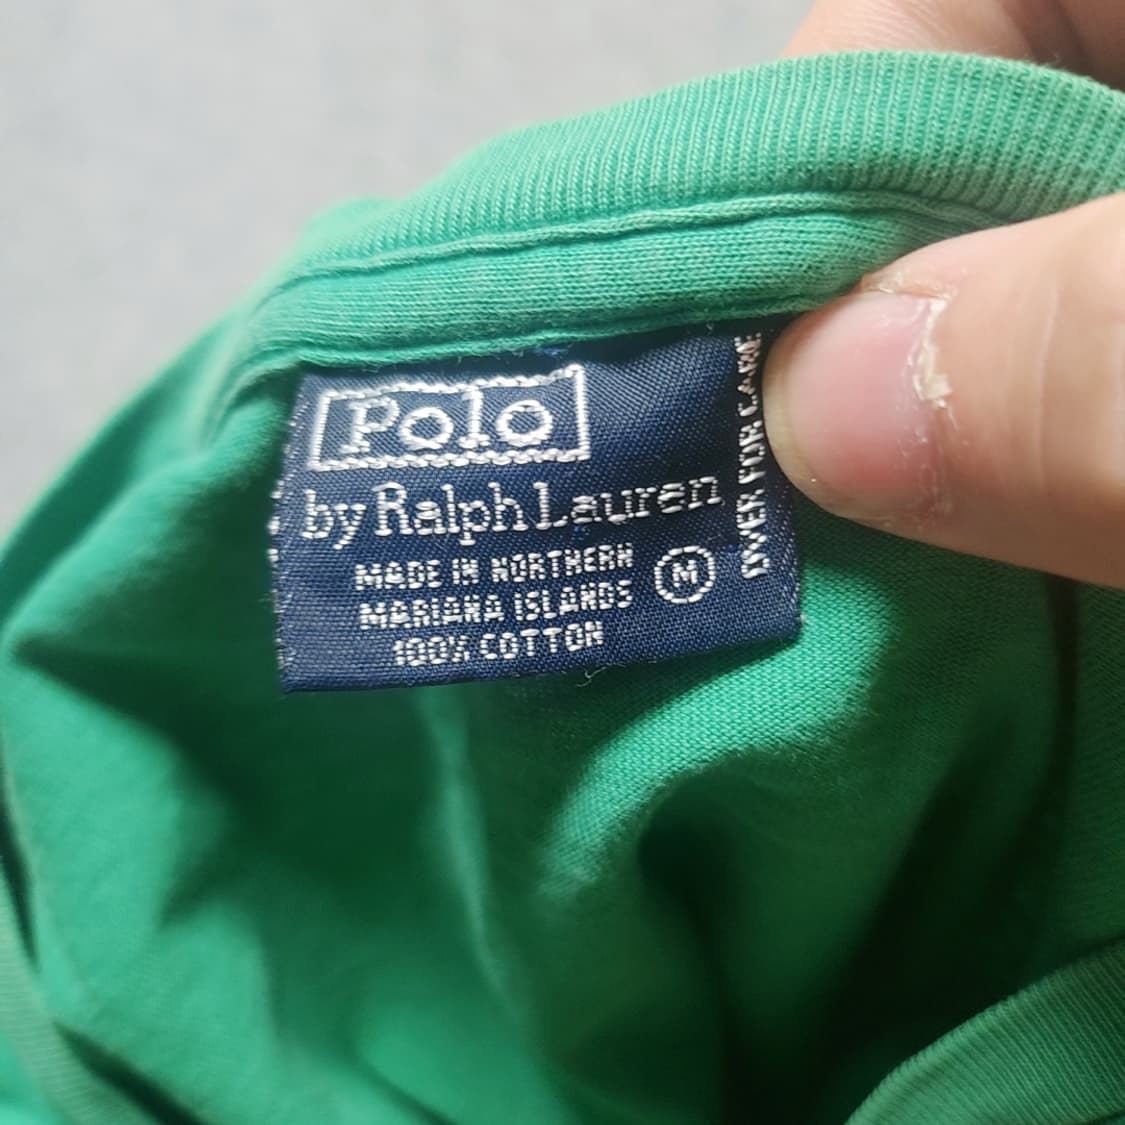 Polo
by Ralph Lauren
MADE IN NORTHERN
MARIANA ISLANDS
100% COTTON
M
OVER FOR CARE